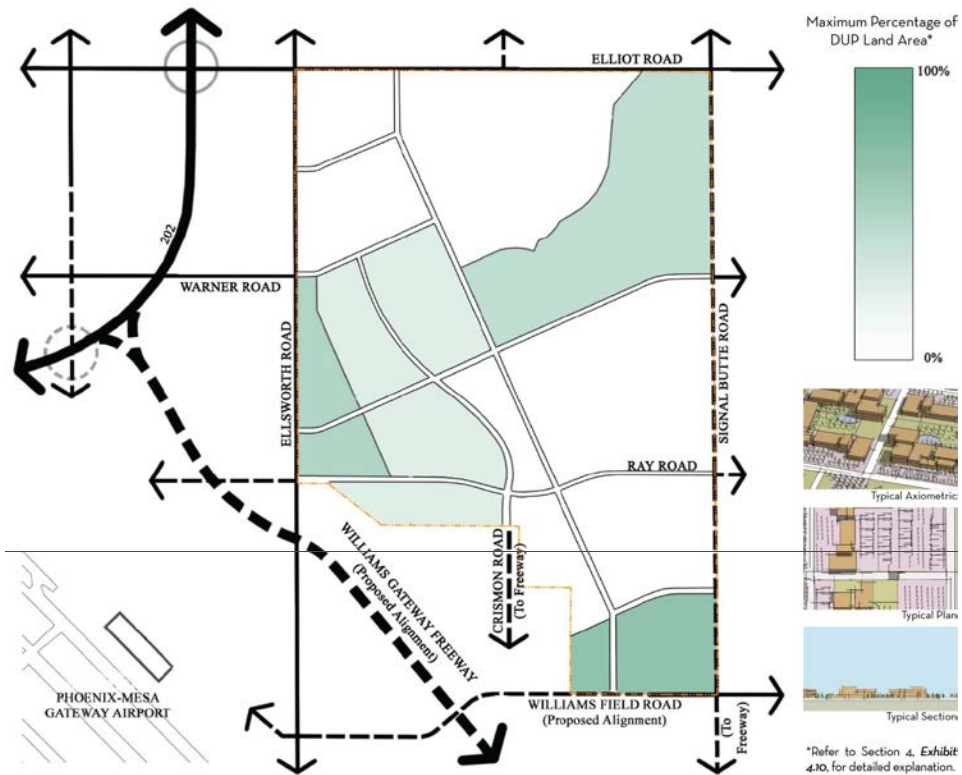 Maximum Percentage of
DUP Land Area*
100%
0%
ELLIOT ROAD
202
WARNER ROAD
ELLSWORTH ROAD
SIGNAL BUTTE ROAD
RAY ROAD
CRISMON ROAD
(To Freeway)
WILLIAMS GATEWAY FREEWAY
(Proposed Alignment)
PHOENIX-MESA
GATEWAY AIRPORT
WILLIAMS FIELD ROAD
(Proposed Alignment)
(To
Freeway)
Typical Axiometric
Typical Plan
Typical Section
*Refer to Section 4, Exhibit
4.10, for detailed explanation.